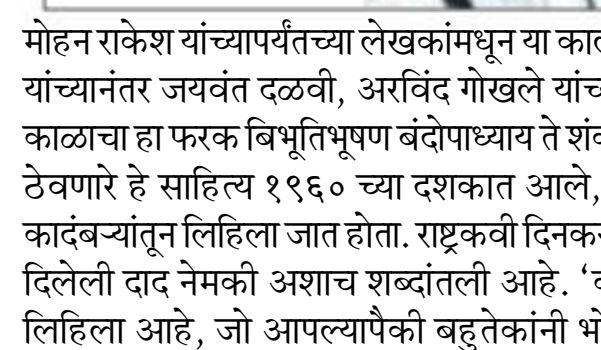 मोहन राकेश यांच्यापर्यंतच्या लेखकांमधून या
यांच्यानंतर जयवंत दळवी, अरविंद गोखले
काळाचा हा फरक बिभूतिभूषण बंदोपाध्याय ते
ठेवणारे हे साहित्य १९६० च्या दशकात आले,
कादंबऱ्यांतून लिहिला जात होता. राष्ट्रकवी
दिलेली दाद नेमकी अशाच शब्दांतली आहे. ‘
लिहिला आहे, जो आपल्यापैकी बहुतेकांनी